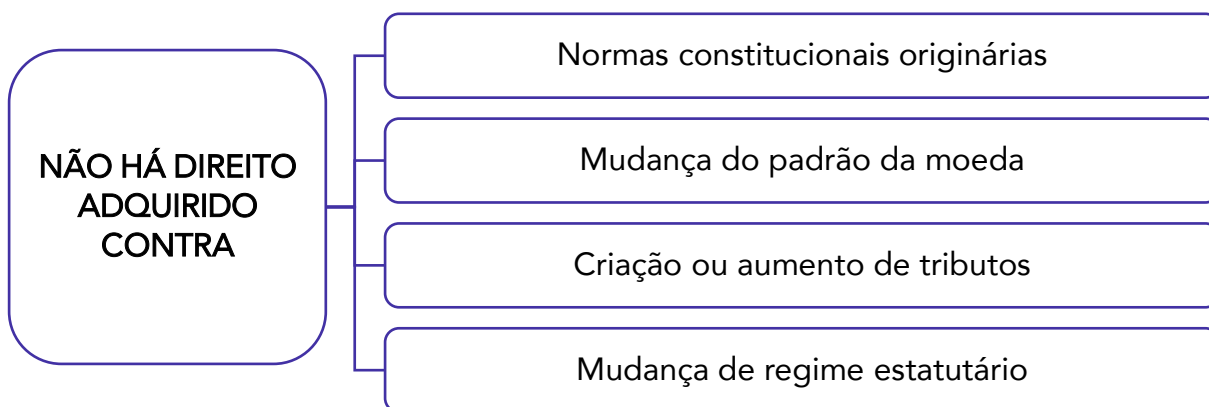 NÃO HÁ DIREITO
ADQUIRIDO
CONTRA
Normas constitucionais originárias
Mudança do padrão da moeda
Criação ou aumento de tributos
Mudança de regime estatutário